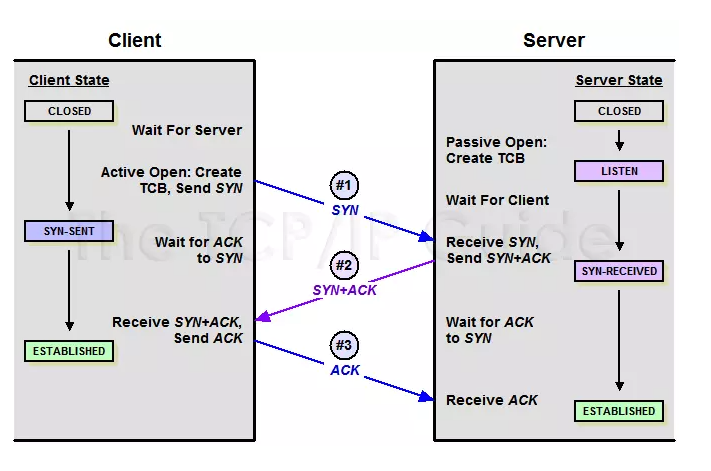 Client
Server
Client State
CLOSED
Wait For Server
Active Open: Create
TCB, Send SYN
SYN-SENT
Wait for ACK
to SYN
Receive SYN+ACK,
Send ACK
ESTABLISHED
#1
SYN
#2
SYN+ACK
#3
ACK
Server State
CLOSED
Passive Open:
Create TCB
LISTEN
Wait For Client
Receive SYN,
Send SYN+ACK
SYN-RECEIVED
Wait for ACK
to SYN
Receive ACK
ESTABLISHED
The TCP/IP Guide